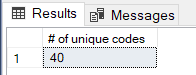 Results Messages
# of unique codes
1 40